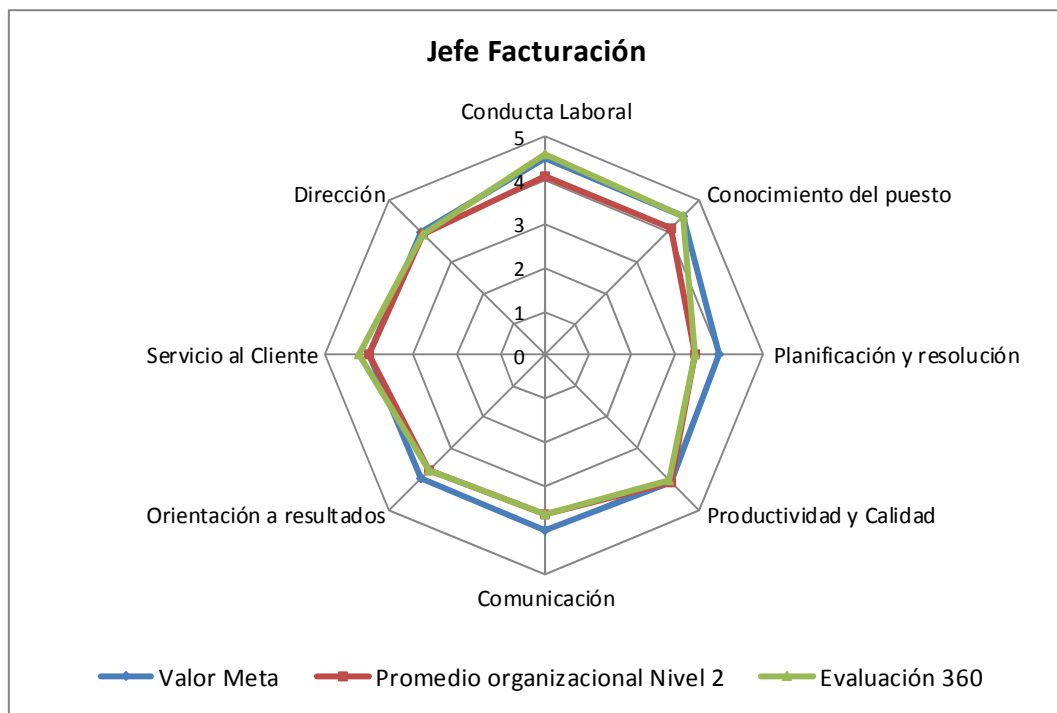 Jefe Facturación
Conducta Laboral
5
Dirección
Conocimiento del puesto
4
3
2
1
Servicio al Cliente
0
Planificación y resolución
Orientación a resultados
Productividad y Calidad
Comunicación
Valor Meta
Promedio organizacional Nivel 2
Evaluación 360